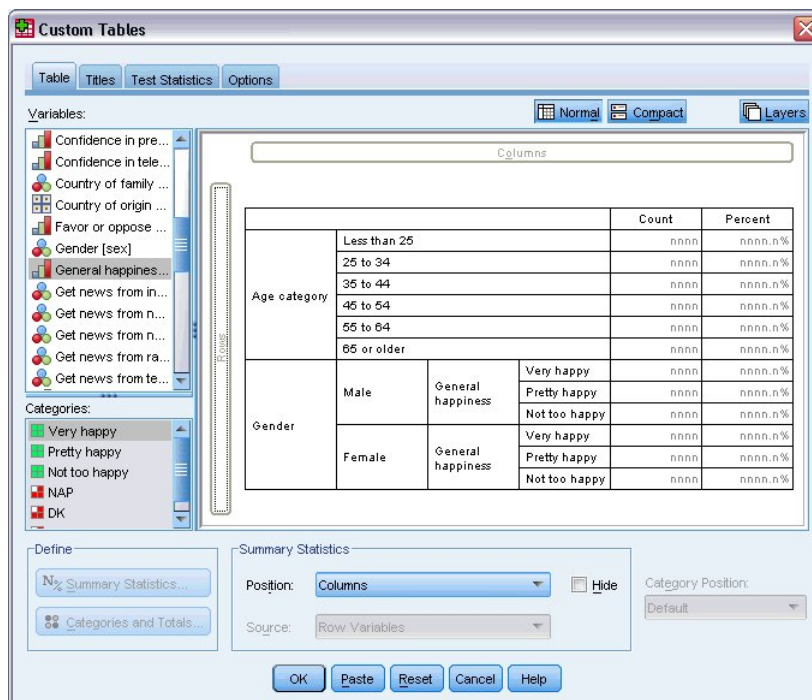 Custom Tables
Table Titles Test Statistics Options
Variables:
Normal Compact Layers
Confidence in pre...
Confidence in tele...
Country of family ...
Country of origin ...
Favor or oppose ...
Gender [sex]
General happines...
Get news from in...
Get news from n...
Get news from n...
Get news from ra...
Get news from te...
Categories:
Very happy
Pretty happy
Not too happy
NAP
DK
Columns
Rows
Count Percent
Age category
Less than 25 nnnn nnnn.n%
25 to 34 nnnn nnnn.n%
35 to 44 nnnn nnnn.n%
45 to 54 nnnn nnnn.n%
55 to 64 nnnn nnnn.n%
65 or older nnnn nnnn.n%
Gender
Male General happiness
Very happy nnnn nnnn.n%
Pretty happy nnnn nnnn.n%
Not too happy nnnn nnnn.n%
Female General happiness
Very happy nnnn nnnn.n%
Pretty happy nnnn nnnn.n%
Not too happy nnnn nnnn.n%
Define
N% Summary Statistics...
Categories and Totals...
Summary Statistics
Position: Columns Hide
Source: Row Variables
Category Position:
Default
OK Paste Reset Cancel Help